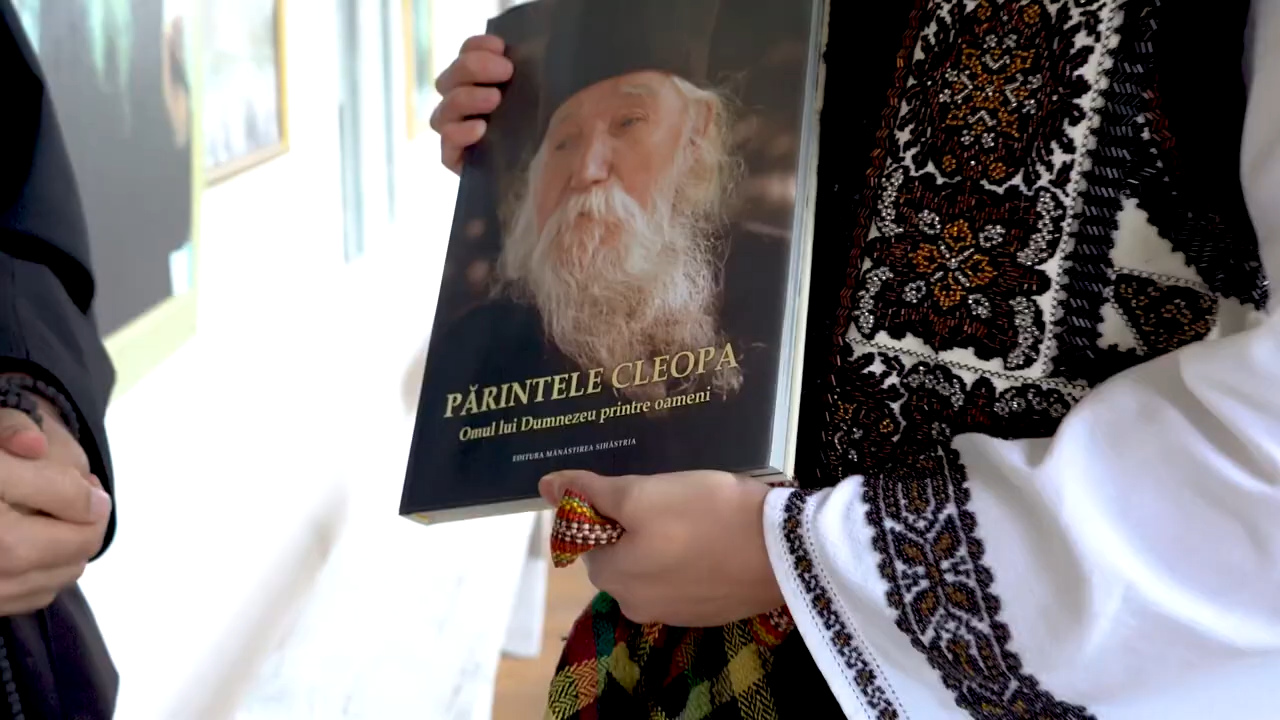 PĂRINTELE CLEOPA
Omul lui Dumnezeu printre oameni
EDITURA MĂNĂSTIREA SIHĂSTRIA